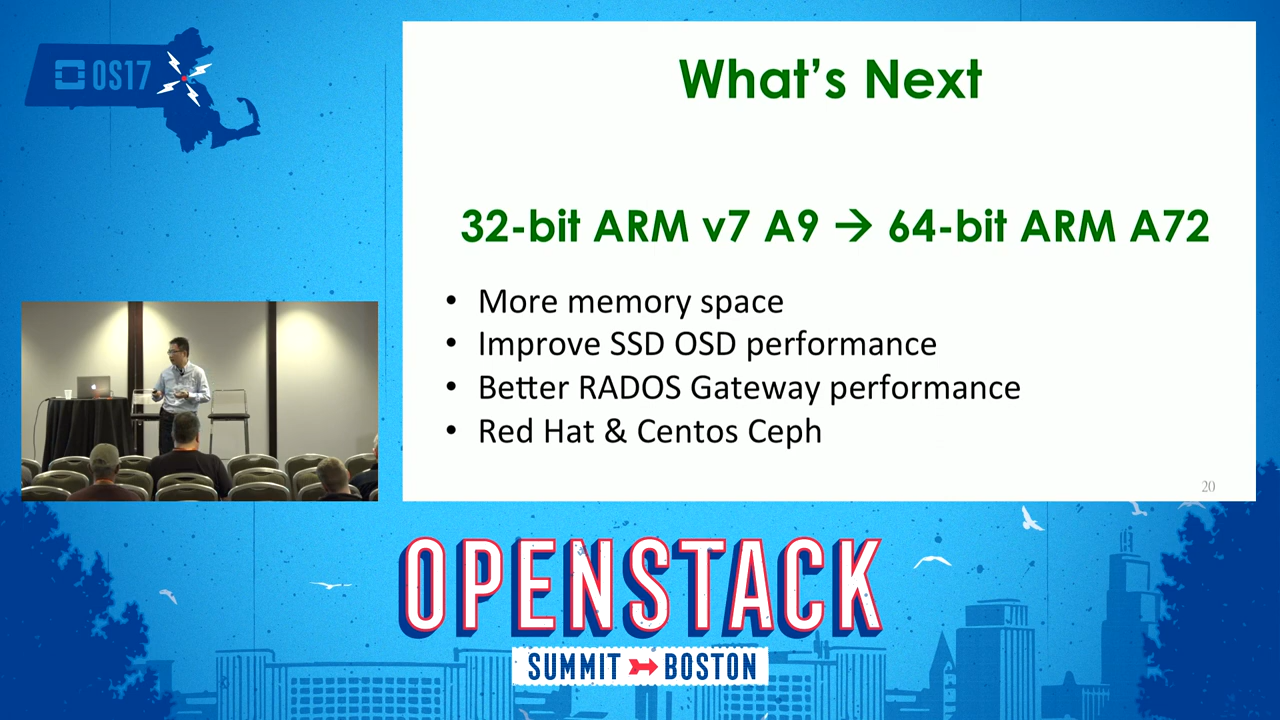 OS17
What's Next
32-bit ARM v7 A9 → 64-bit ARM A72
• More memory space
• Improve SSD OSD performance
• Better RADOS Gateway performance
• Red Hat & Centos Ceph
20
OPENSTACK
SUMMIT BOSTON